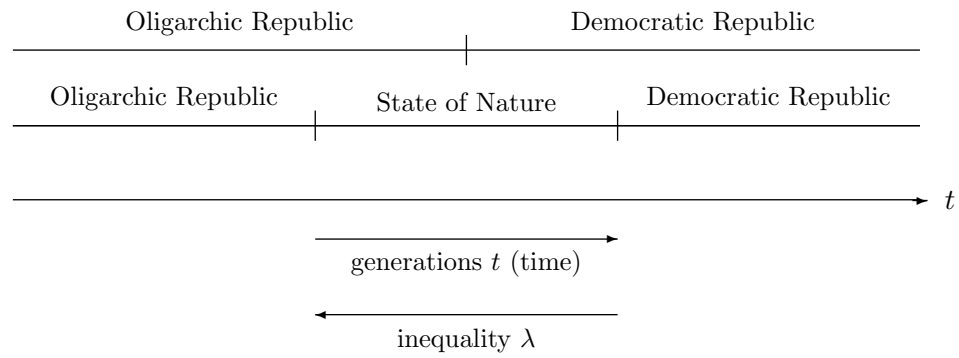 Oligarchic Republic Democratic Republic
Oligarchic Republic State of Nature Democratic Republic
t
generations t (time)
inequality λ